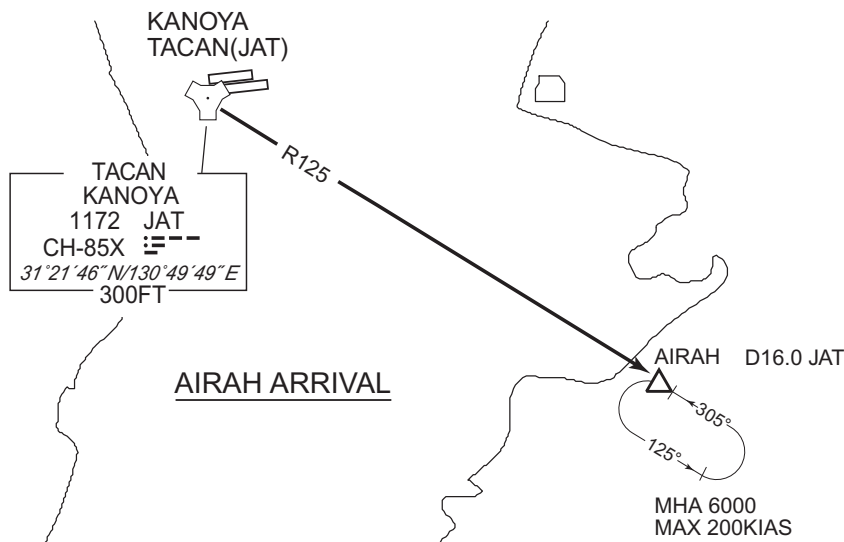 KANOYA
TACAN(JAT)
R125
TACAN
KANOYA
1172 JAT
CH-85X
31°21´46˝N/130°49´49˝E
300FT
AIRAH ARRIVAL
AIRAH D16.0 JAT
305°
125°
MHA 6000
MAX 200KIAS